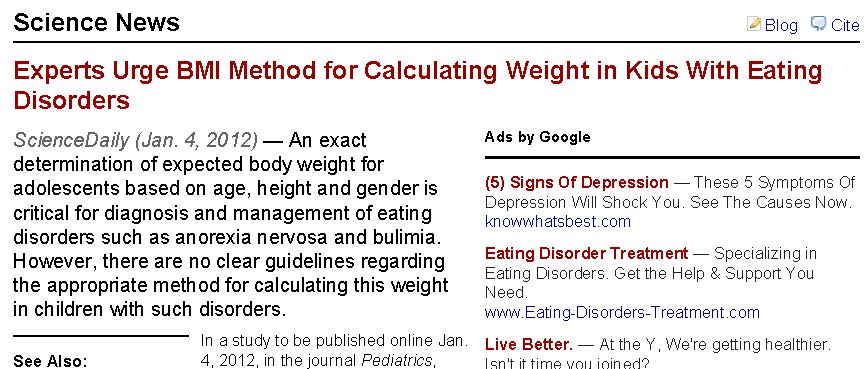 Science News
Blog Cite
Experts Urge BMI Method for Calculating Weight in Kids With Eating
Disorders
ScienceDaily (Jan. 4, 2012) — An exact
determination of expected body weight for
adolescents based on age, height and gender is
critical for diagnosis and management of eating
disorders such as anorexia nervosa and bulimia.
However, there are no clear guidelines regarding
the appropriate method for calculating this weight
in children with such disorders.
See Also:
In a study to be published online Jan.
4, 2012, in the journal Pediatrics,
Ads by Google
(5) Signs Of Depression — These 5 Symptoms Of
Depression Will Shock You. See The Causes Now.
knowwhatsbest.com
Eating Disorder Treatment — Specializing in
Eating Disorders. Get the Help & Support You
Need.
www.Eating-Disorders-Treatment.com
Live Better. — At the Y, We're getting healthier.
Isn't it time you joined?